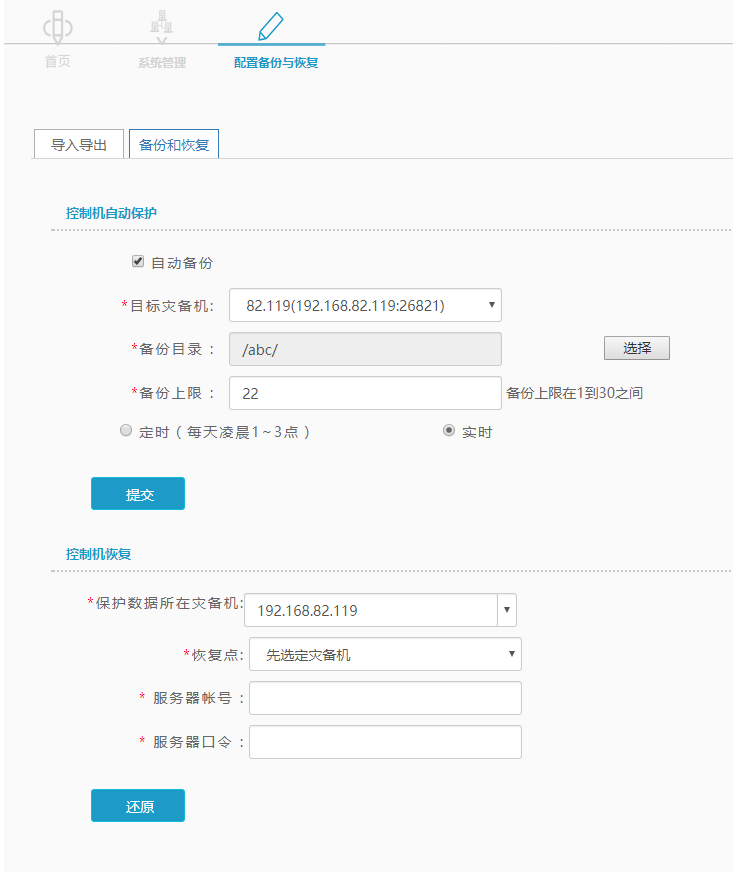 首页 系统管理 配置备份与恢复
导入导出 备份和恢复
控制机自动保护
自动备份
*目标灾备机: 82.119(192.168.82.119:26821)
*备份目录： /abc/ 选择
*备份上限： 22 备份上限在1到30之间
定时（每天凌晨1~3点） 实时
提交
控制机恢复
*保护数据所在灾备机: 192.168.82.119
*恢复点: 先选定灾备机
* 服务器帐号：
* 服务器口令：
还原